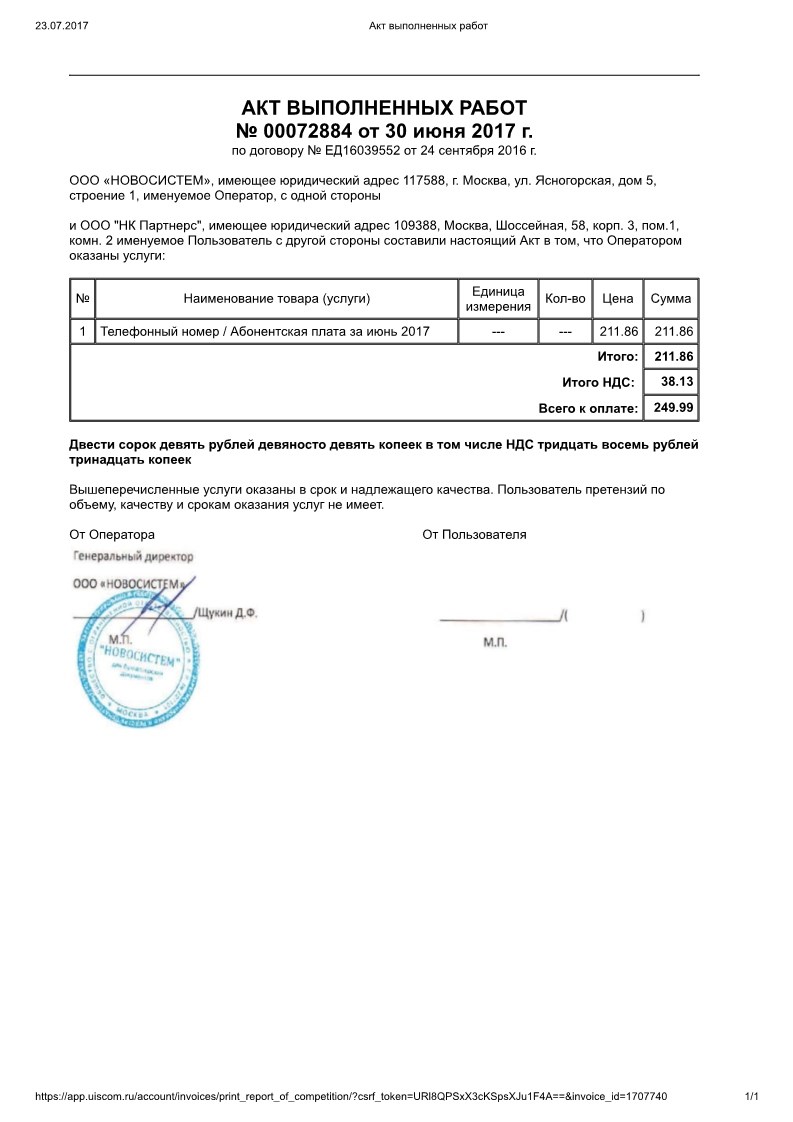 23.07.2017 Акт выполненных работ
АКТ ВЫПОЛНЕННЫХ РАБОТ
№ 00072884 от 30 июня 2017 г.
по договору № ЕД16039552 от 24 сентября 2016 г.
ООО «НОВОСИСТЕМ», имеющее юридический адрес 117588, г. Москва, ул. Ясногорская, дом 5,
строение 1, именуемое Оператор, с одной стороны
и ООО "НК Партнерс", имеющее юридический адрес 109388, Москва, Шоссейная, 58, корп. 3, пом.1,
комн. 2 именуемое Пользователь с другой стороны составили настоящий Акт в том, что Оператором
оказаны услуги:
№ Наименование товара (услуги) Единица измерения Кол-во Цена Сумма
1 Телефонный номер / Абонентская плата за июнь 2017 --- --- 211.86 211.86
Итого: 211.86
Итого НДС: 38.13
Всего к оплате: 249.99
Двести сорок девять рублей девяносто девять копеек в том числе НДС тридцать восемь рублей
тринадцать копеек
Вышеперечисленные услуги оказаны в срок и надлежащего качества. Пользователь претензий по
объему, качеству и срокам оказания услуг не имеет.
От Оператора От Пользователя
Генеральный директор
ООО «НОВОСИСТЕМ»
/Щукин Д.Ф. /( )
М.П. М.П.
"НОВОСИСТЕМ"
МОСКВА
https://app.uiscom.ru/account/invoices/print_report_of_competition/?csrf_token=URI8QPSxX3cKSpsXJu1F4A==&invoice_id=1707740 1/1